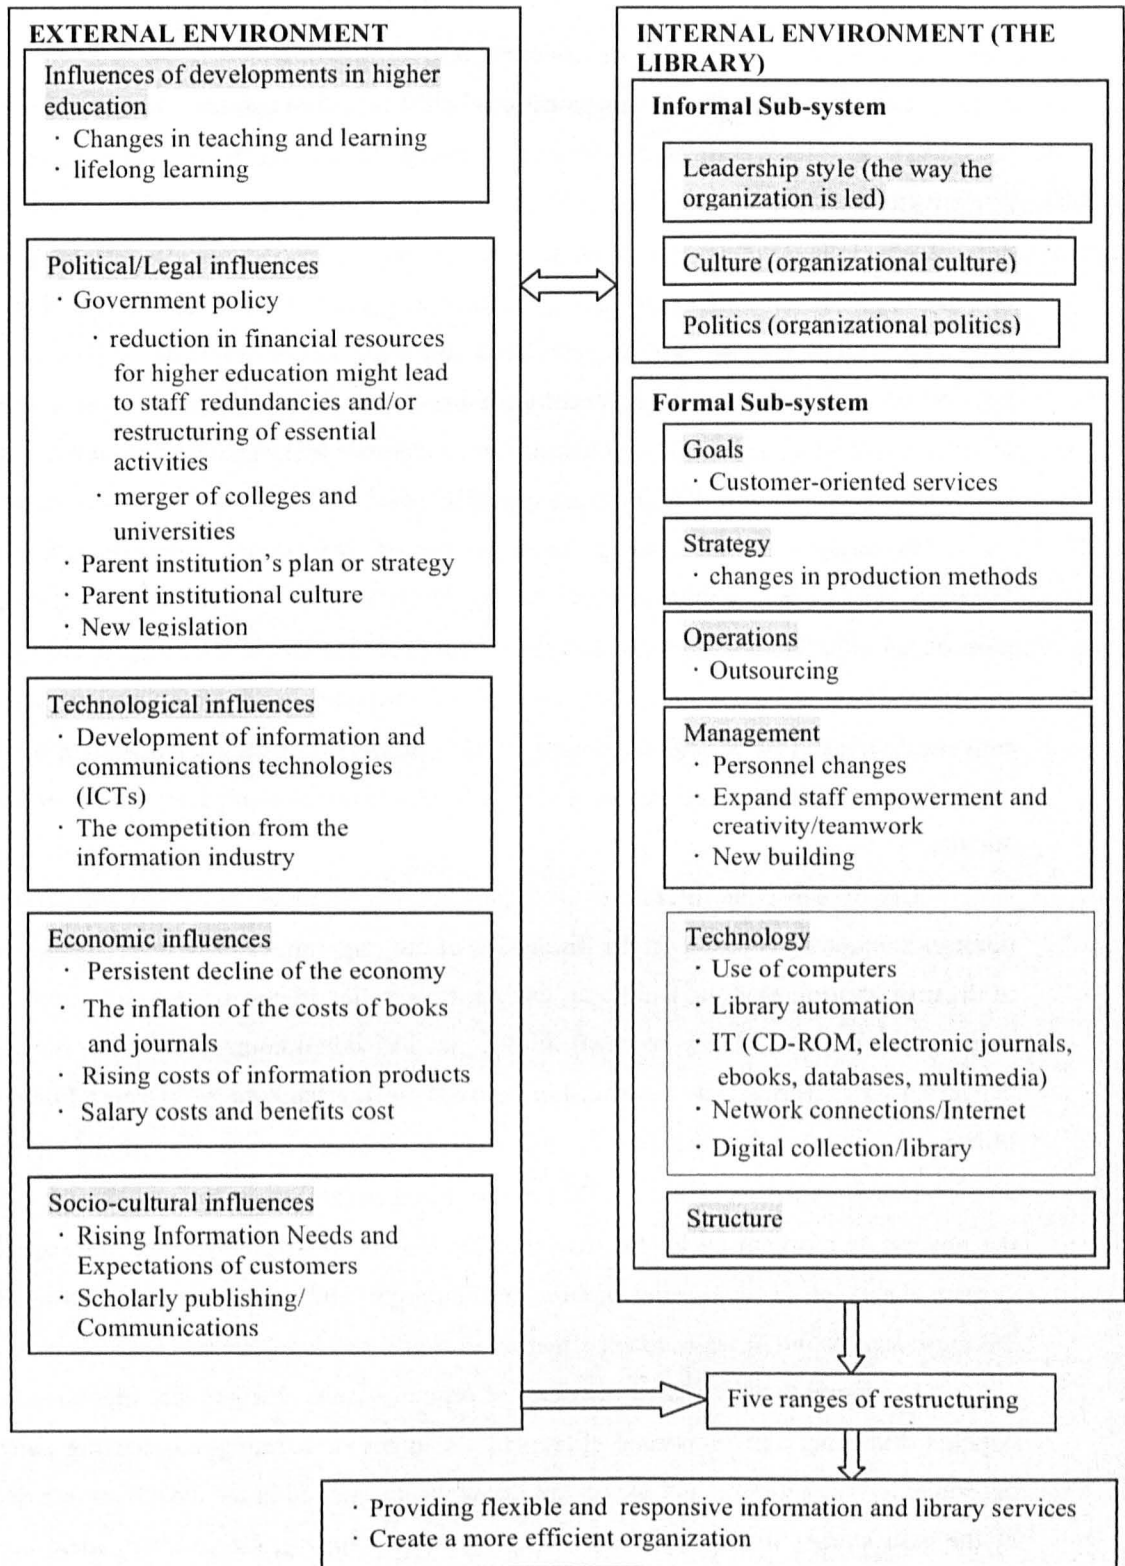 EXTERNAL ENVIRONMENT
Influences of developments in higher
education
· Changes in teaching and learning
· lifelong learning
Political/Legal influences
· Government policy
· reduction in financial resources
for higher education might lead
to staff redundancies and/or
restructuring of essential
activities
· merger of colleges and
universities
· Parent institution's plan or strategy
· Parent institutional culture
· New legislation
Technological influences
· Development of information and
communications technologies
(ICTs)
· The competition from the
information industry
Economic influences
· Persistent decline of the economy
· The inflation of the costs of books
and journals
· Rising costs of information products
· Salary costs and benefits cost
Socio-cultural influences
· Rising Information Needs and
Expectations of customers
· Scholarly publishing/
Communications
INTERNAL ENVIRONMENT (THE
LIBRARY)
Informal Sub-system
Leadership style (the way the
organization is led)
Culture (organizational culture)
Politics (organizational politics)
Formal Sub-system
Goals
· Customer-oriented services
Strategy
· changes in production methods
Operations
· Outsourcing
Management
· Personnel changes
· Expand staff empowerment and
creativity/teamwork
· New building
Technology
· Use of computers
· Library automation
· IT (CD-ROM, electronic journals,
ebooks, databases, multimedia)
· Network connections/Internet
· Digital collection/library
Structure
Five ranges of restructuring
· Providing flexible and responsive information and library services
· Create a more efficient organization